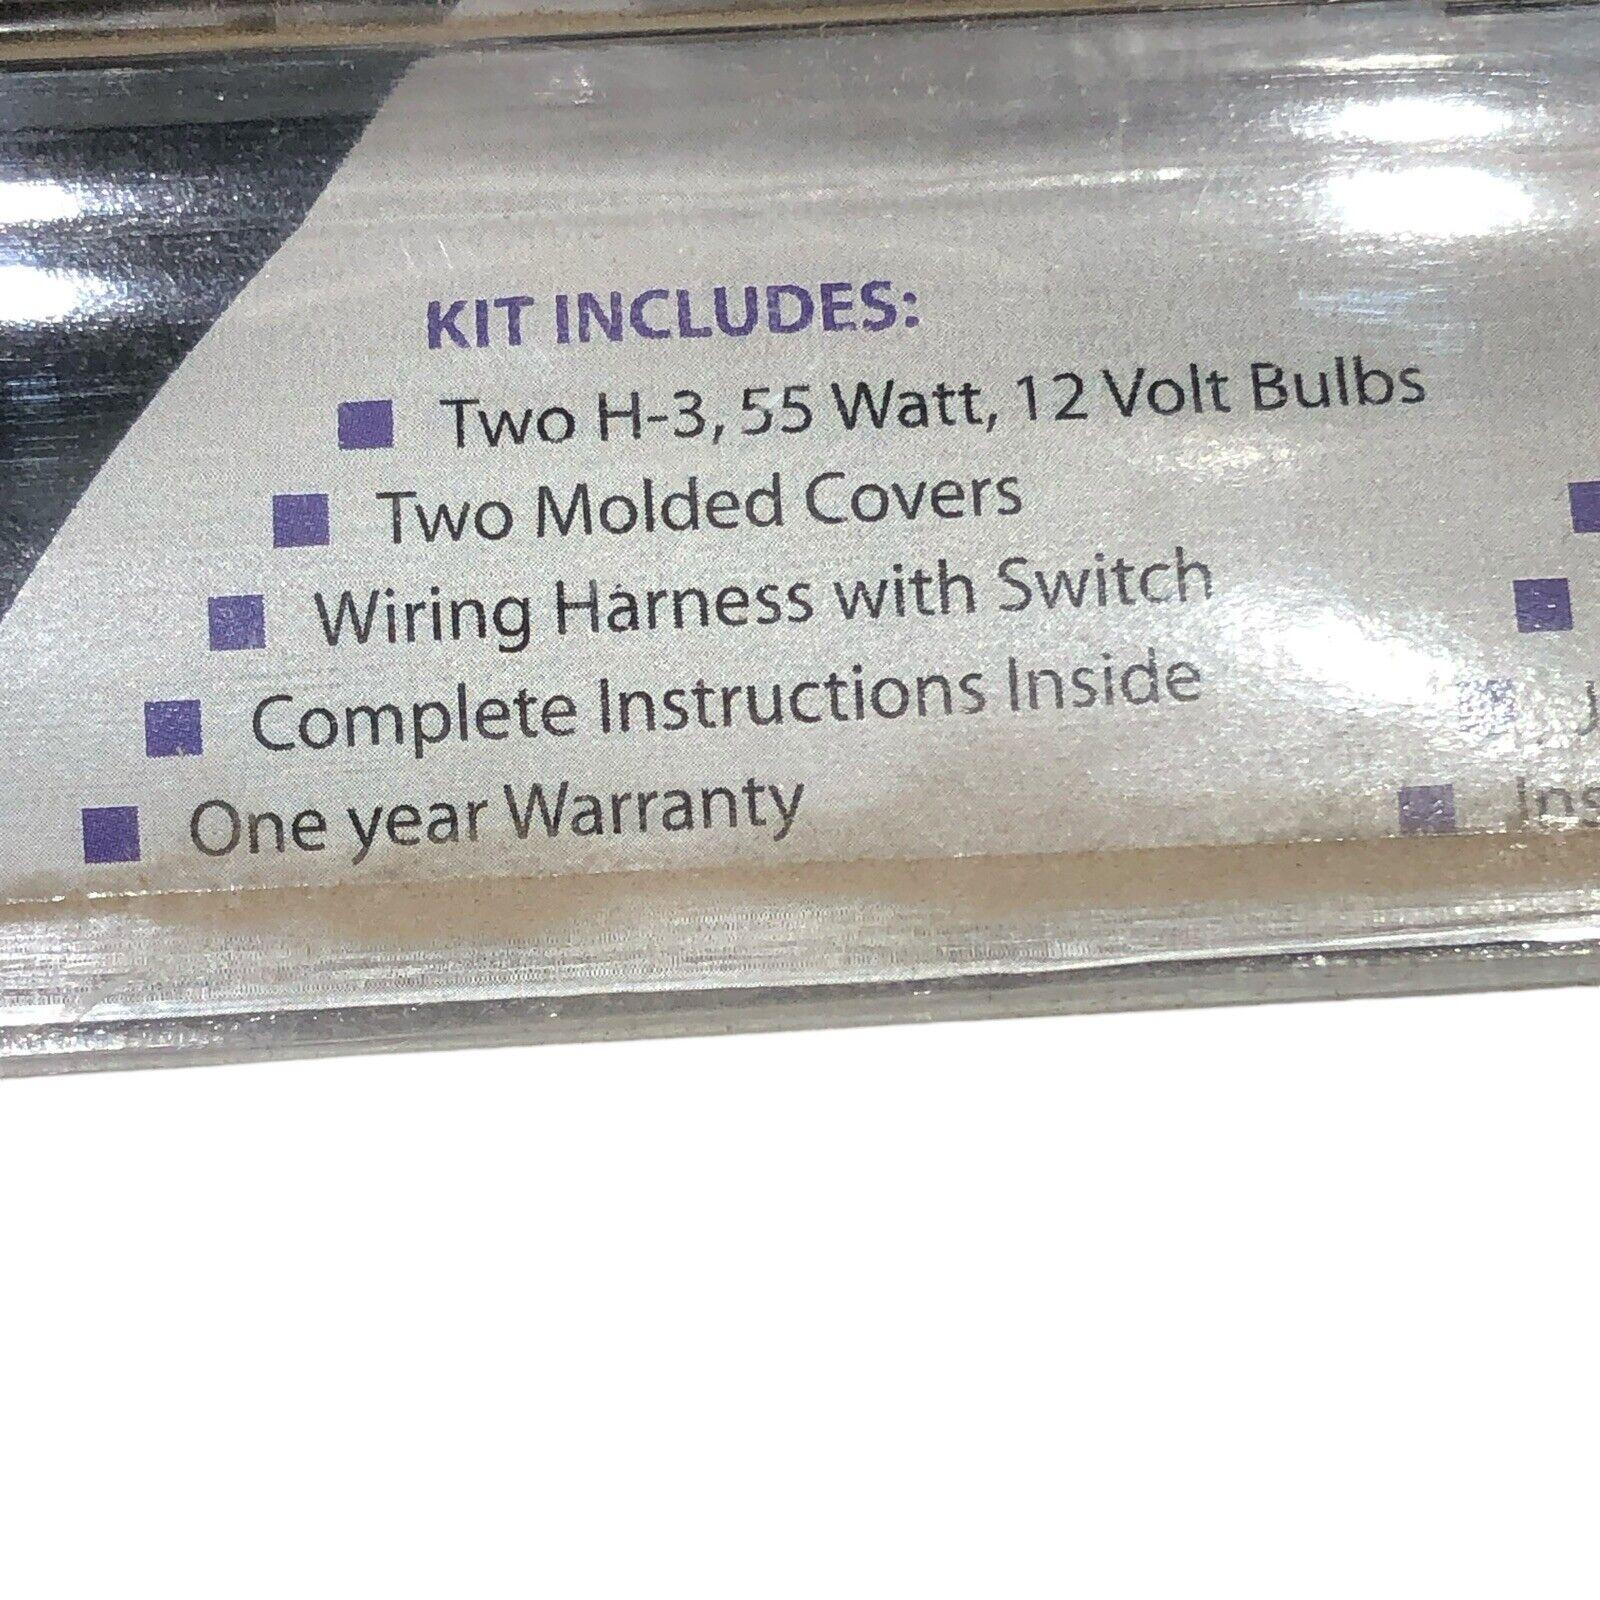 KIT INCLUDES:
Two H-3, 55 Watt, 12 Volt Bulbs
Two Molded Covers
Wiring Harness with Switch
Complete Instructions Inside
One year Warranty